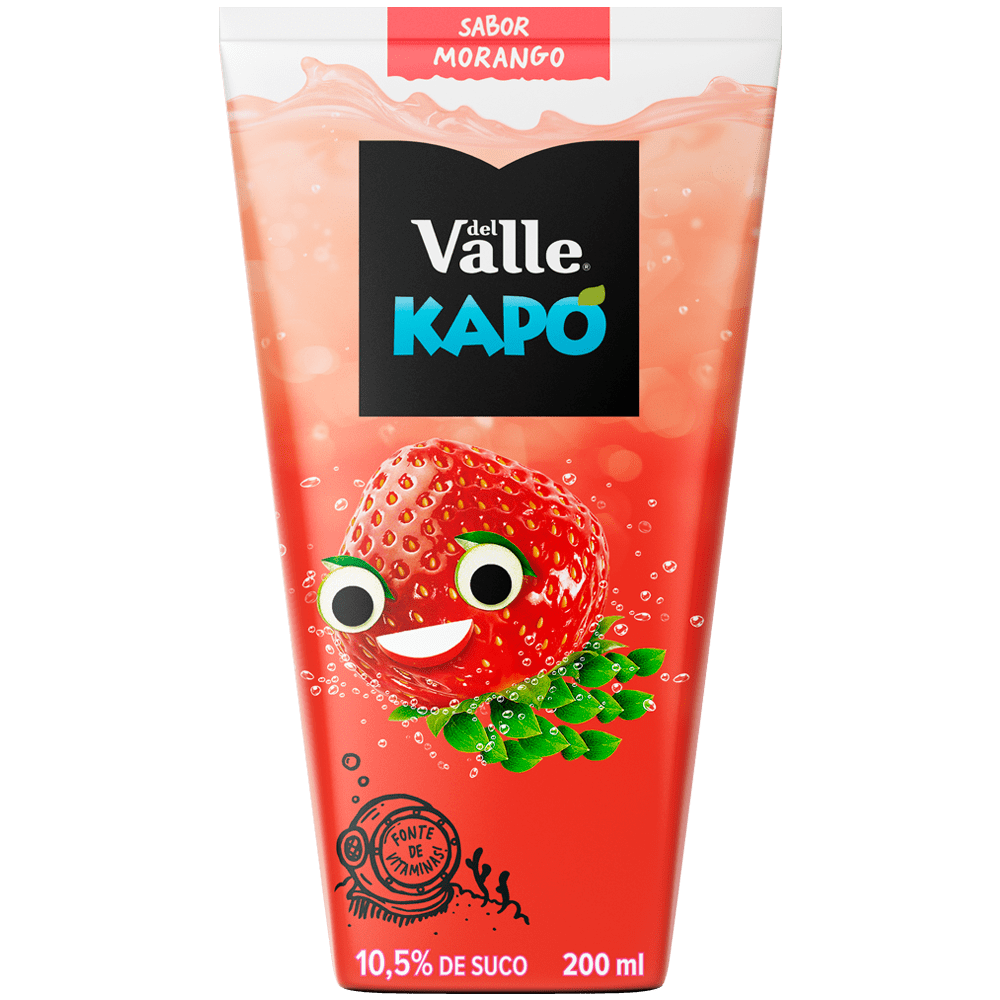 SABOR
MORANGO
del
Valle®
KAPO
FONTE
DE
VITAMINAS!
10,5% DE SUCO 200 ml